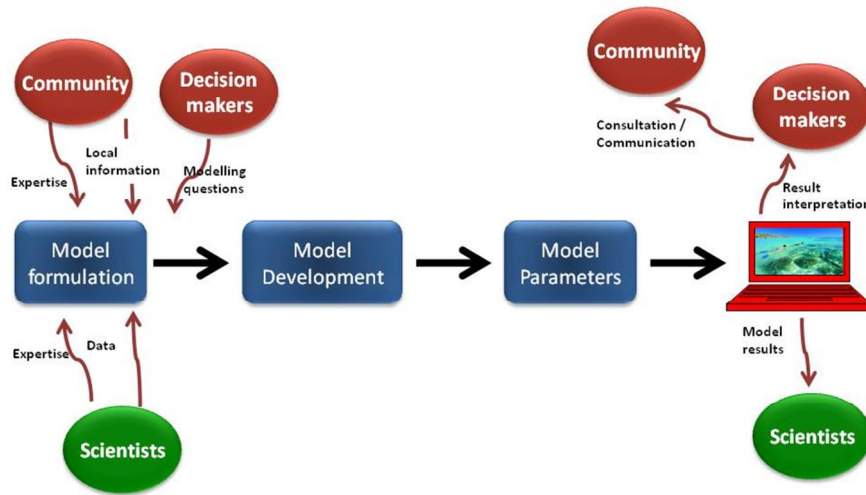 Community
Decision
makers
Expertise
Local
information
Modelling
questions
Model
formulation
Model
Development
Model
Parameters
Expertise
Data
Scientists
Community
Decision
makers
Consultation /
Communication
Result
interpretation
Model
results
Scientists